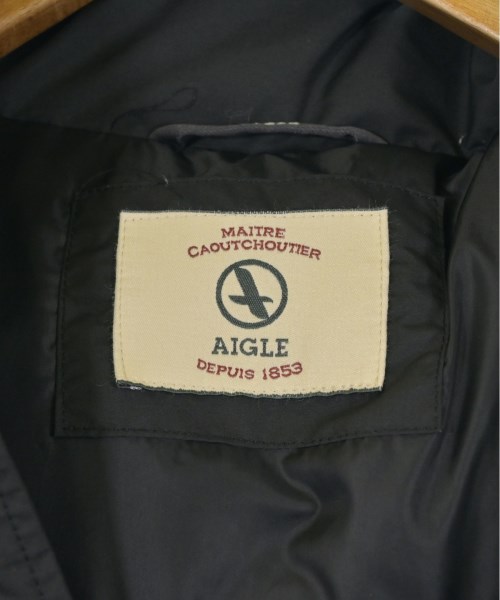 MAITRE
CAOUTCHOUTIER
AIGLE
DEPUIS 1853